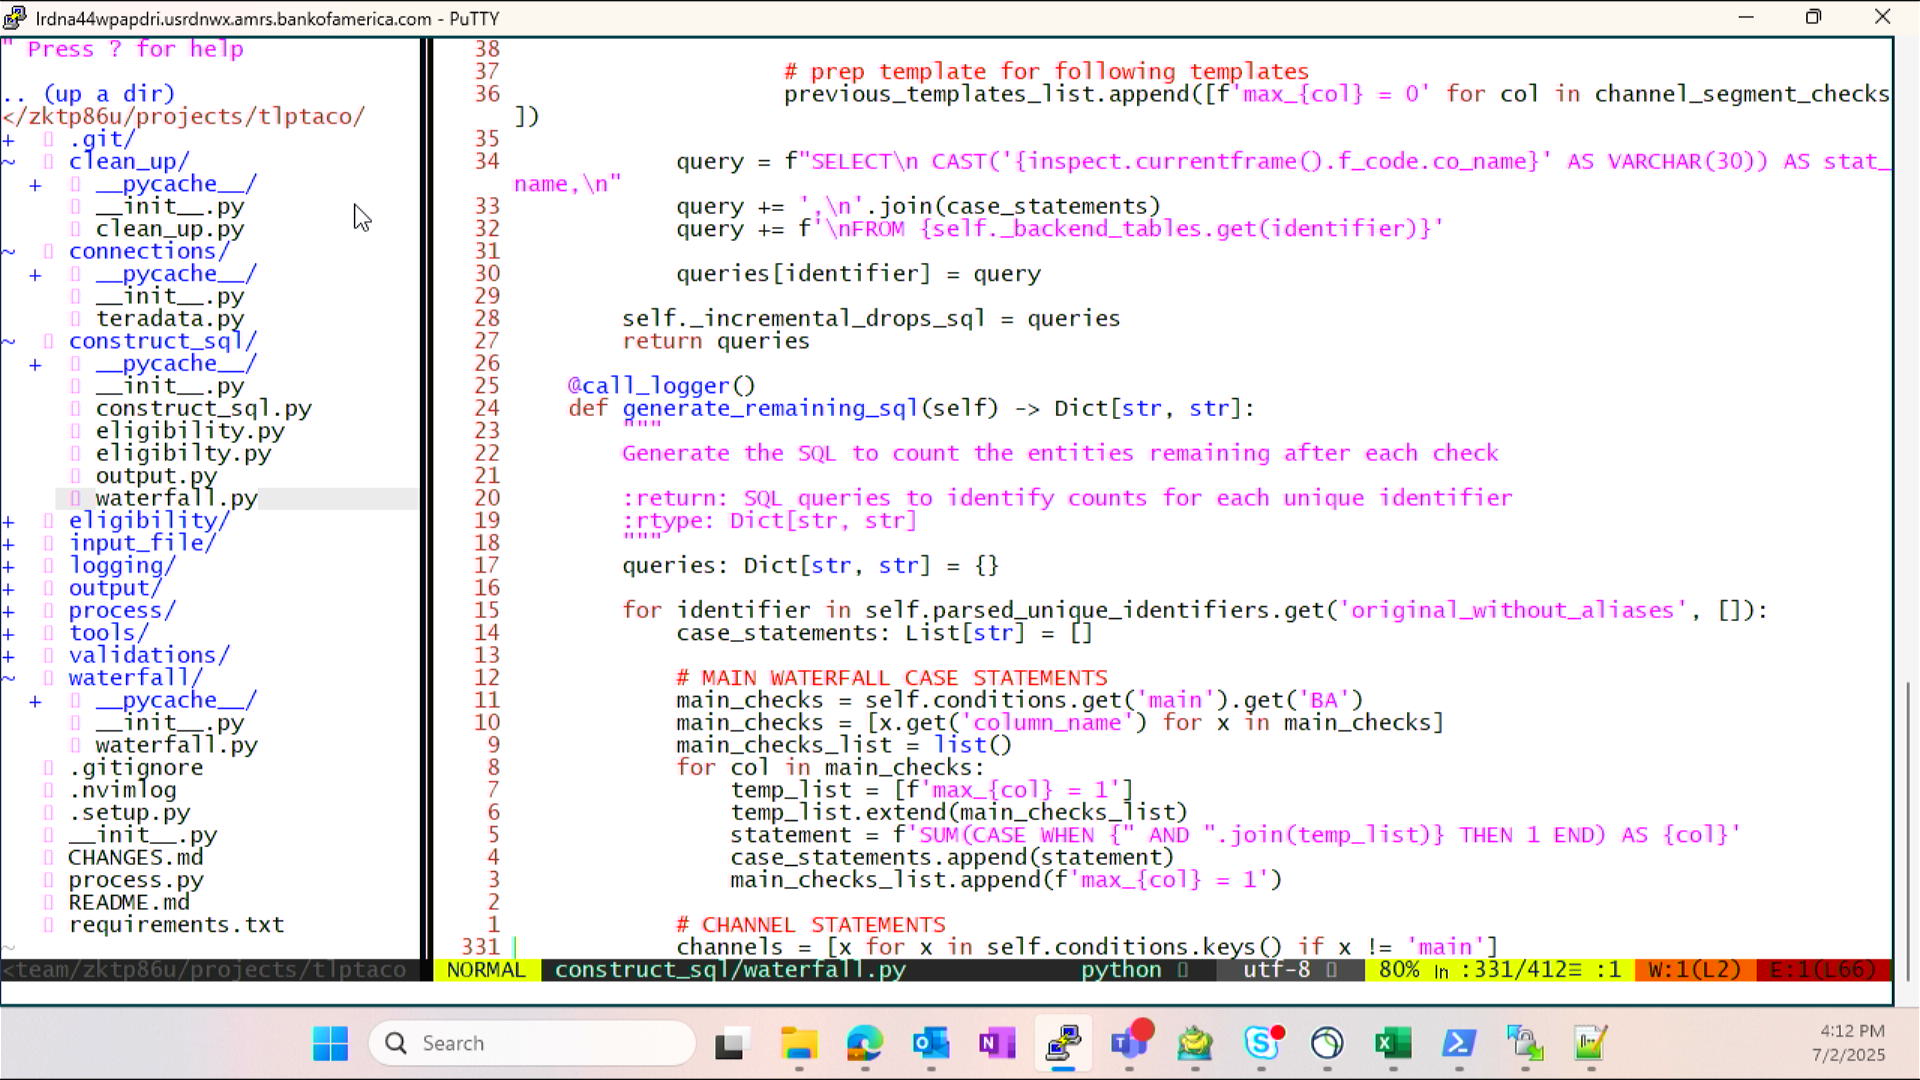 lrdna44wpapdri.usrdnwx.amrs.bankofamerica.com - PuTTY
" Press ? for help
.. (up a dir)
</zktp86u/projects/tlptaco/
+ .git/
~ clean_up/
+ __pycache__/
__init__.py
clean_up.py
~ connections/
+ __pycache__/
__init__.py
teradata.py
~ construct_sql/
+ __pycache__/
__init__.py
construct_sql.py
eligibility.py
eligibilty.py
output.py
waterfall.py
+ eligibility/
+ input_file/
+ logging/
+ output/
+ process/
+ tools/
+ validations/
~ waterfall/
+ __pycache__/
__init__.py
waterfall.py
.gitignore
.nvimlog
.setup.py
__init__.py
CHANGES.md
process.py
README.md
requirements.txt
~
<team/zktp86u/projects/tlptaco
38
37 # prep template for following templates
36 previous_templates_list.append([f'max_{col} = 0' for col in channel_segment_checks
])
35
34 query = f"SELECT\n CAST('{inspect.currentframe().f_code.co_name}' AS VARCHAR(30)) AS stat_
name,\n"
33 query += ',\n'.join(case_statements)
32 query += f'\nFROM {self._backend_tables.get(identifier)}'
31
30 queries[identifier] = query
29
28 self._incremental_drops_sql = queries
27 return queries
26
25 @call_logger()
24 def generate_remaining_sql(self) -> Dict[str, str]:
23 """
22 Generate the SQL to count the entities remaining after each check
21
20 :return: SQL queries to identify counts for each unique identifier
19 :rtype: Dict[str, str]
18 """
17 queries: Dict[str, str] = {}
16
15 for identifier in self.parsed_unique_identifiers.get('original_without_aliases', []):
14 case_statements: List[str] = []
13
12 # MAIN WATERFALL CASE STATEMENTS
11 main_checks = self.conditions.get('main').get('BA')
10 main_checks = [x.get('column_name') for x in main_checks]
9 main_checks_list = list()
8 for col in main_checks:
7 temp_list = [f'max_{col} = 1']
6 temp_list.extend(main_checks_list)
5 statement = f'SUM(CASE WHEN {" AND ".join(temp_list)} THEN 1 END) AS {col}'
4 case_statements.append(statement)
3 main_checks_list.append(f'max_{col} = 1')
2
1 # CHANNEL STATEMENTS
331 channels = [x for x in self.conditions.keys() if x != 'main']
NORMAL construct_sql/waterfall.py python utf-8 80% ln :331/412≡ :1 W:1(L2) E:1(L66)
Search
4:12 PM
7/2/2025